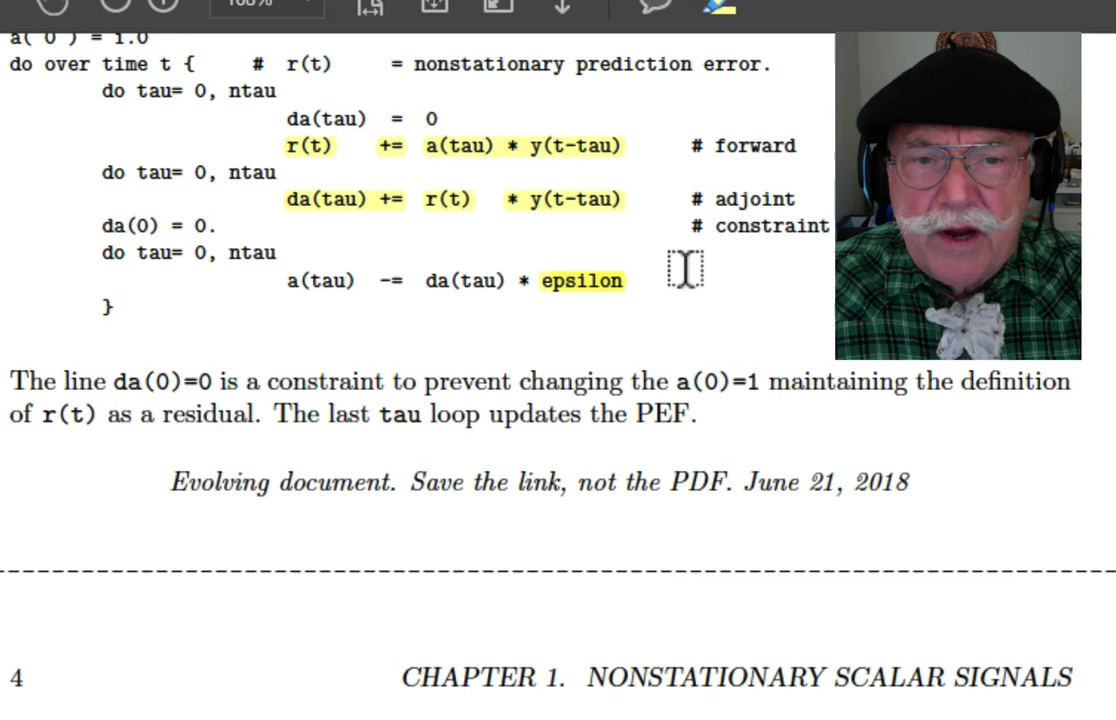 a( 0 ) = 1.0
do over time t { # r(t) = nonstationary prediction error.
do tau= 0, ntau
da(tau) = 0
r(t) += a(tau) * y(t-tau) # forward
do tau= 0, ntau
da(tau) += r(t) * y(t-tau) # adjoint
da(0) = 0. # constraint
do tau= 0, ntau
a(tau) -= da(tau) * epsilon
}
The line da(0)=0 is a constraint to prevent changing the a(0)=1 maintaining the definition
of r(t) as a residual. The last tau loop updates the PEF.
Evolving document. Save the link, not the PDF. June 21, 2018
4 CHAPTER 1. NONSTATIONARY SCALAR SIGNALS